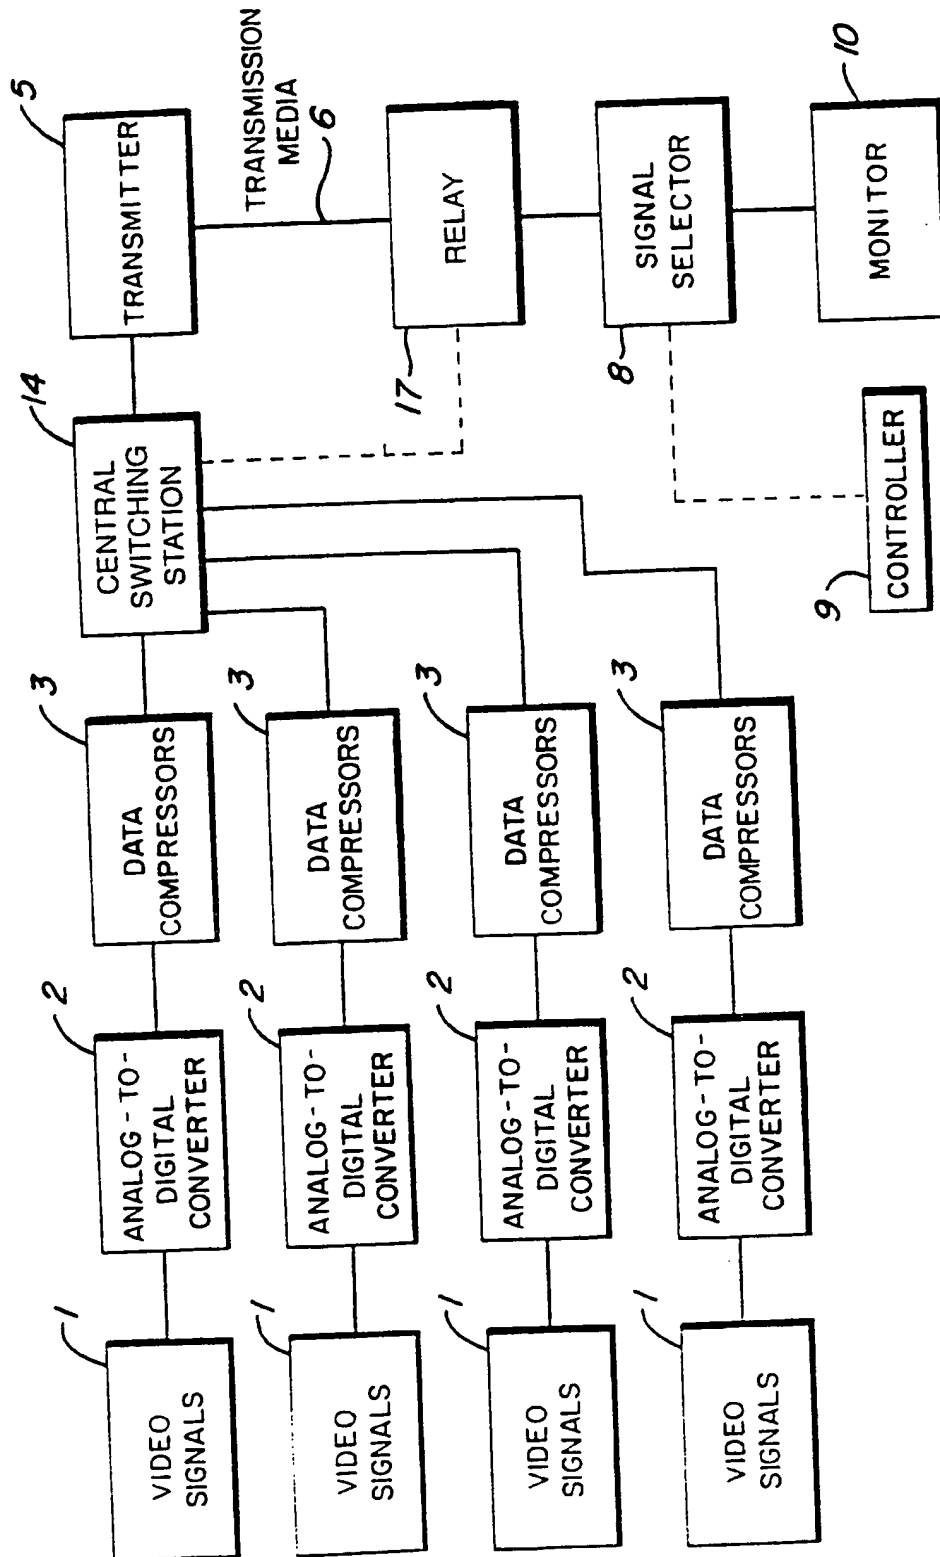 1
VIDEO
SIGNALS
2
ANALOG-TO-
DIGITAL
CONVERTER
3
DATA
COMPRESSORS
14
CENTRAL
SWITCHING
STATION
5
TRANSMITTER
1
VIDEO
SIGNALS
2
ANALOG-TO-
DIGITAL
CONVERTER
3
DATA
COMPRESSORS
TRANSMISSION
MEDIA
6
1
VIDEO
SIGNALS
2
ANALOG-TO-
DIGITAL
CONVERTER
3
DATA
COMPRESSORS
17
RELAY
1
VIDEO
SIGNALS
2
ANALOG-TO-
DIGITAL
CONVERTER
3
DATA
COMPRESSORS
8
SIGNAL
SELECTOR
9
CONTROLLER
10
MONITOR